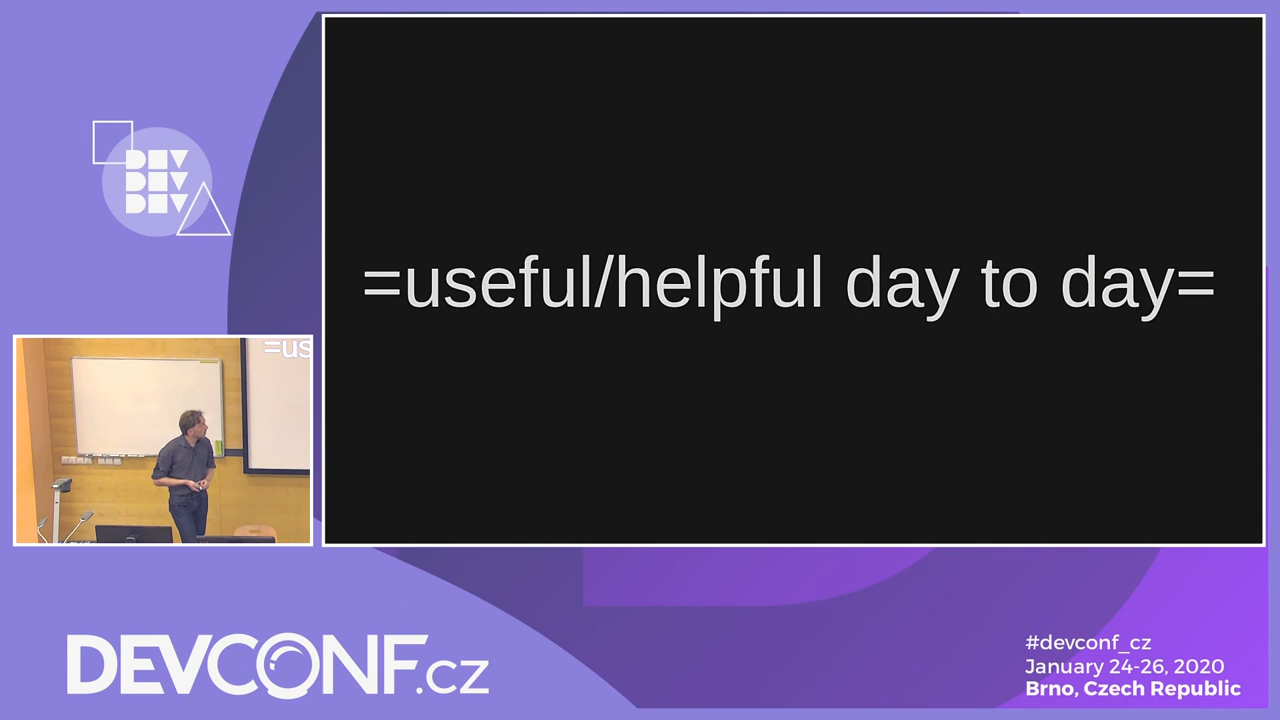 DEV
DEV
DEV
=useful/helpful day to day=
=us
DEVCONF.cz
#devconf_cz
January 24-26, 2020
Brno, Czech Republic